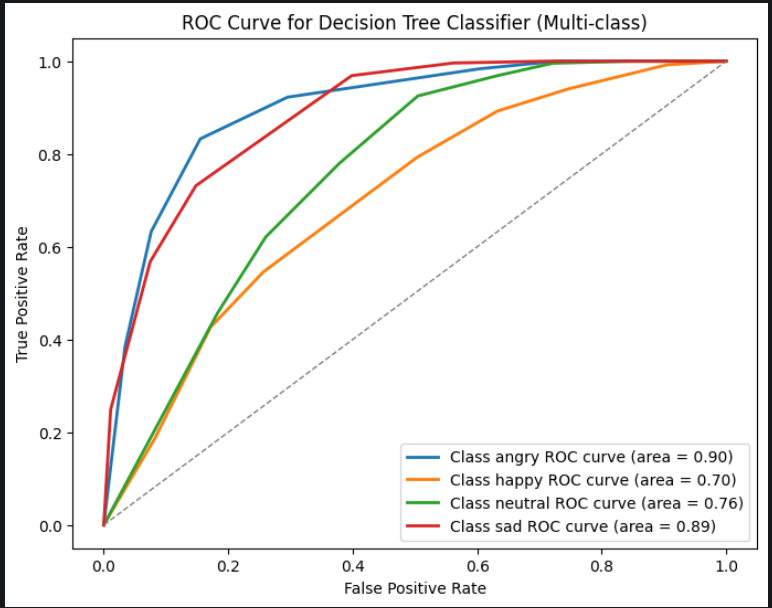 ROC Curve for Decision Tree Classifier (Multi-class)
True Positive Rate
1.0
0.8
0.6
0.4
0.2
0.0
Class angry ROC curve (area = 0.90)
Class happy ROC curve (area = 0.70)
Class neutral ROC curve (area = 0.76)
Class sad ROC curve (area = 0.89)
0.0 0.2 0.4 0.6 0.8 1.0
False Positive Rate